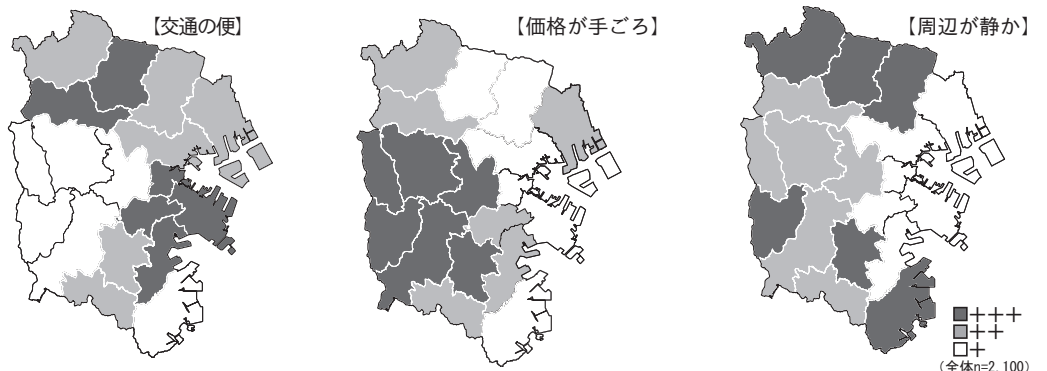 【交通の便】
【価格が手ごろ】
【周辺が静か】
+++
++
+
(全体n=2,100)